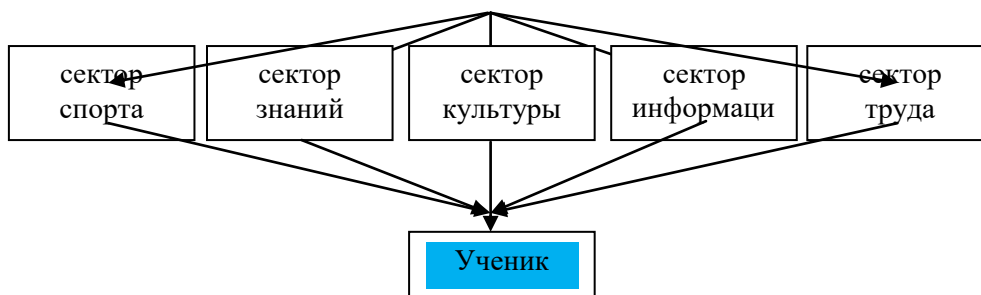 сектор
спорта
сектор
знаний
сектор
культуры
сектор
информаци
сектор
труда
Ученик